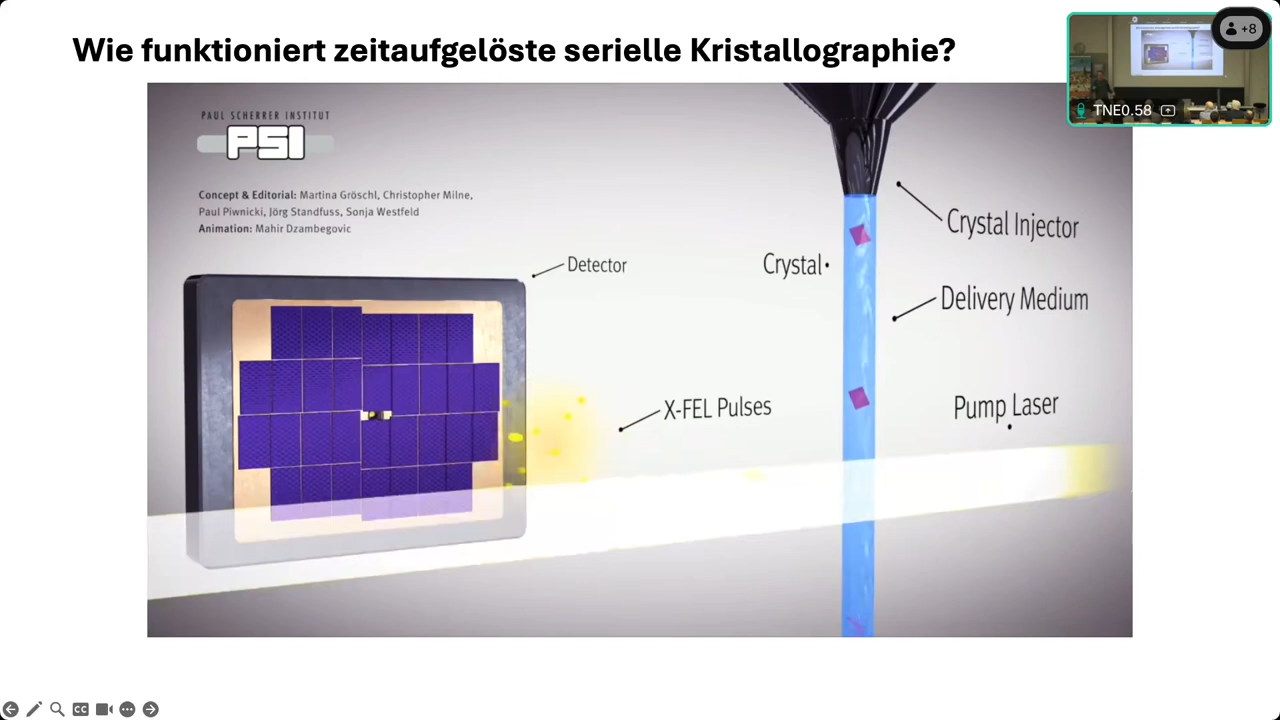 Wie funktioniert zeitaufgelöste serielle Kristallographie?
+8
TNE0.58
PAUL SCHERRER INSTITUT
PSI
Concept & Editorial: Martina Gröschl, Christopher Milne,
Paul Piwnicki, Jörg Standfuss, Sonja Westfeld
Animation: Mahir Dzambegovic
Detector
Crystal
Crystal Injector
Delivery Medium
X-FEL Pulses
Pump Laser
CC